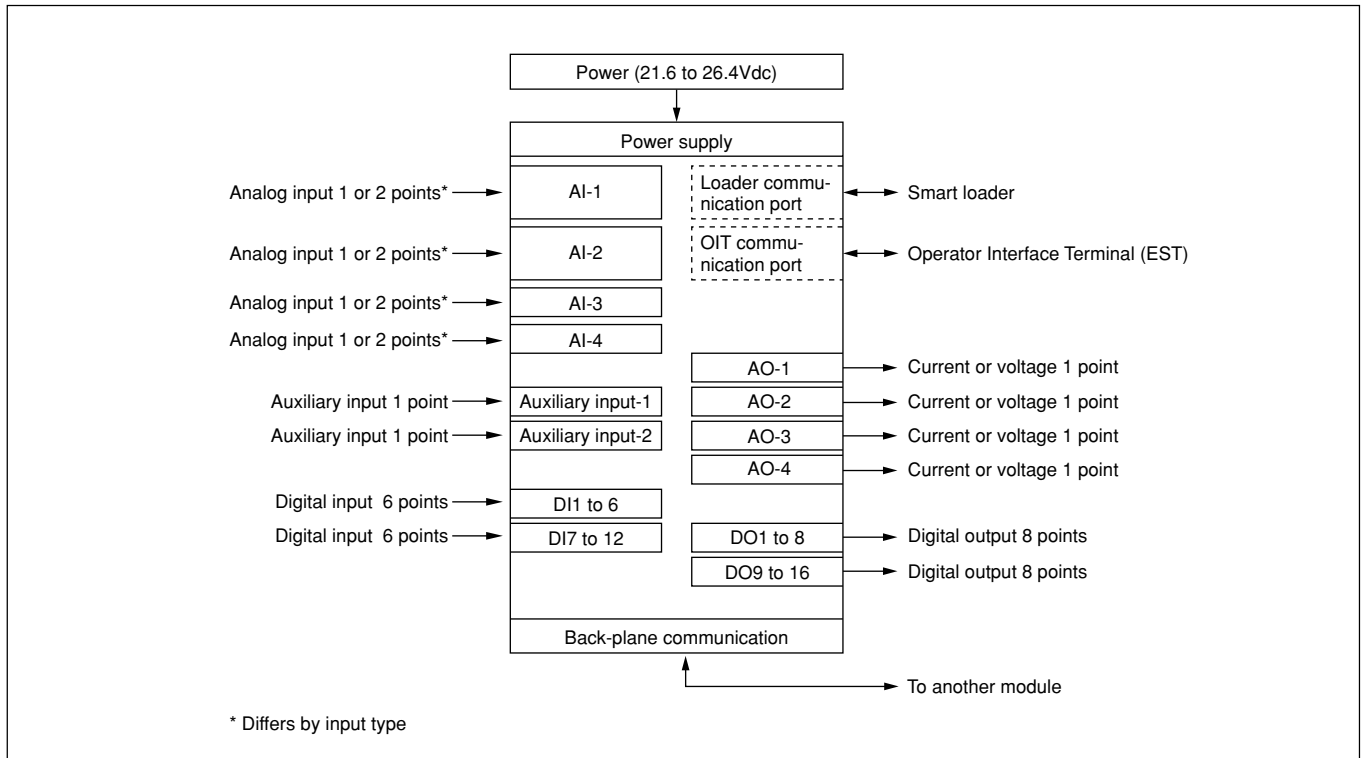 Power (21.6 to 26.4Vdc)
Power supply
Analog input 1 or 2 points*
AI-1
Loader commu-
nication port
Smart loader
Analog input 1 or 2 points*
AI-2
OIT commu-
nication port
Operator Interface Terminal (EST)
Analog input 1 or 2 points*
AI-3
Analog input 1 or 2 points*
AI-4
AO-1
Current or voltage 1 point
Auxiliary input 1 point
Auxiliary input-1
AO-2
Current or voltage 1 point
Auxiliary input 1 point
Auxiliary input-2
AO-3
Current or voltage 1 point
AO-4
Current or voltage 1 point
Digital input  6 points
DI1 to 6
Digital input  6 points
DI7 to 12
DO1 to 8
Digital output 8 points
DO9 to 16
Digital output 8 points
Back-plane communication
To another module
* Differs by input type